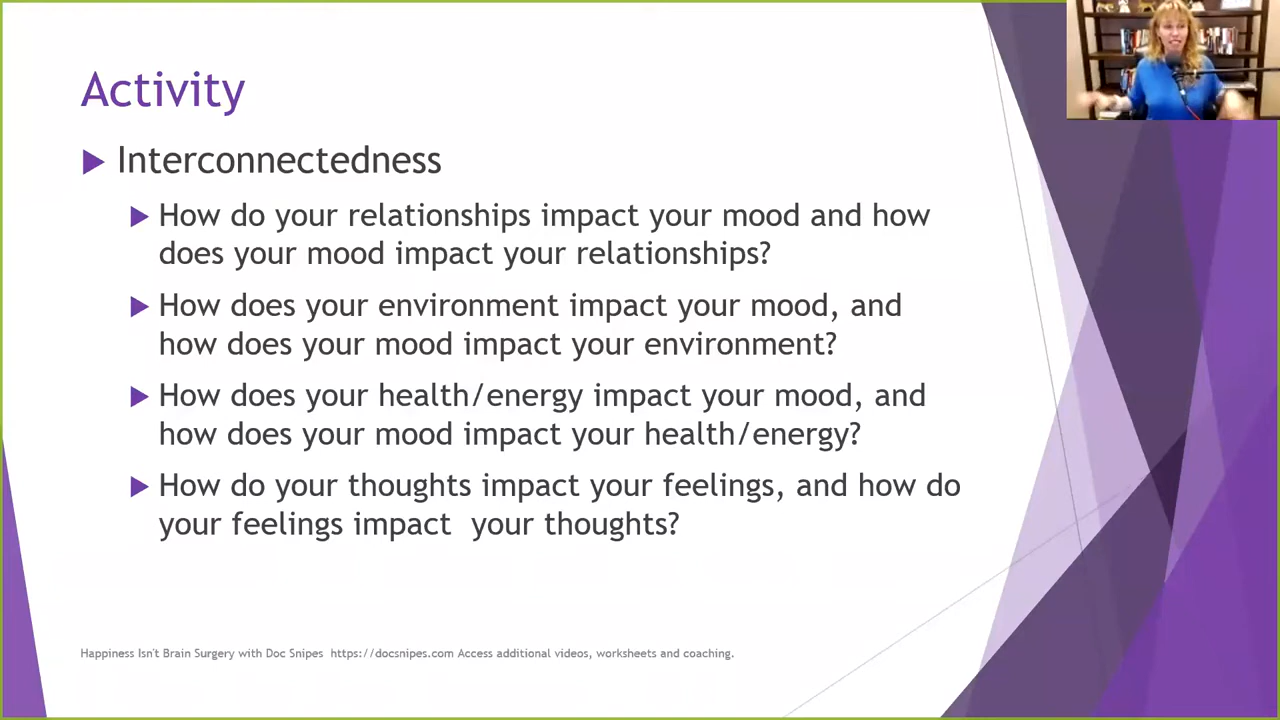 Activity
Interconnectedness
How do your relationships impact your mood and how
does your mood impact your relationships?
How does your environment impact your mood, and
how does your mood impact your environment?
How does your health/energy impact your mood, and
how does your mood impact your health/energy?
How do your thoughts impact your feelings, and how do
your feelings impact  your thoughts?
Happiness Isn't Brain Surgery with Doc Snipes  https://docsnipes.com Access additional videos, worksheets and coaching.